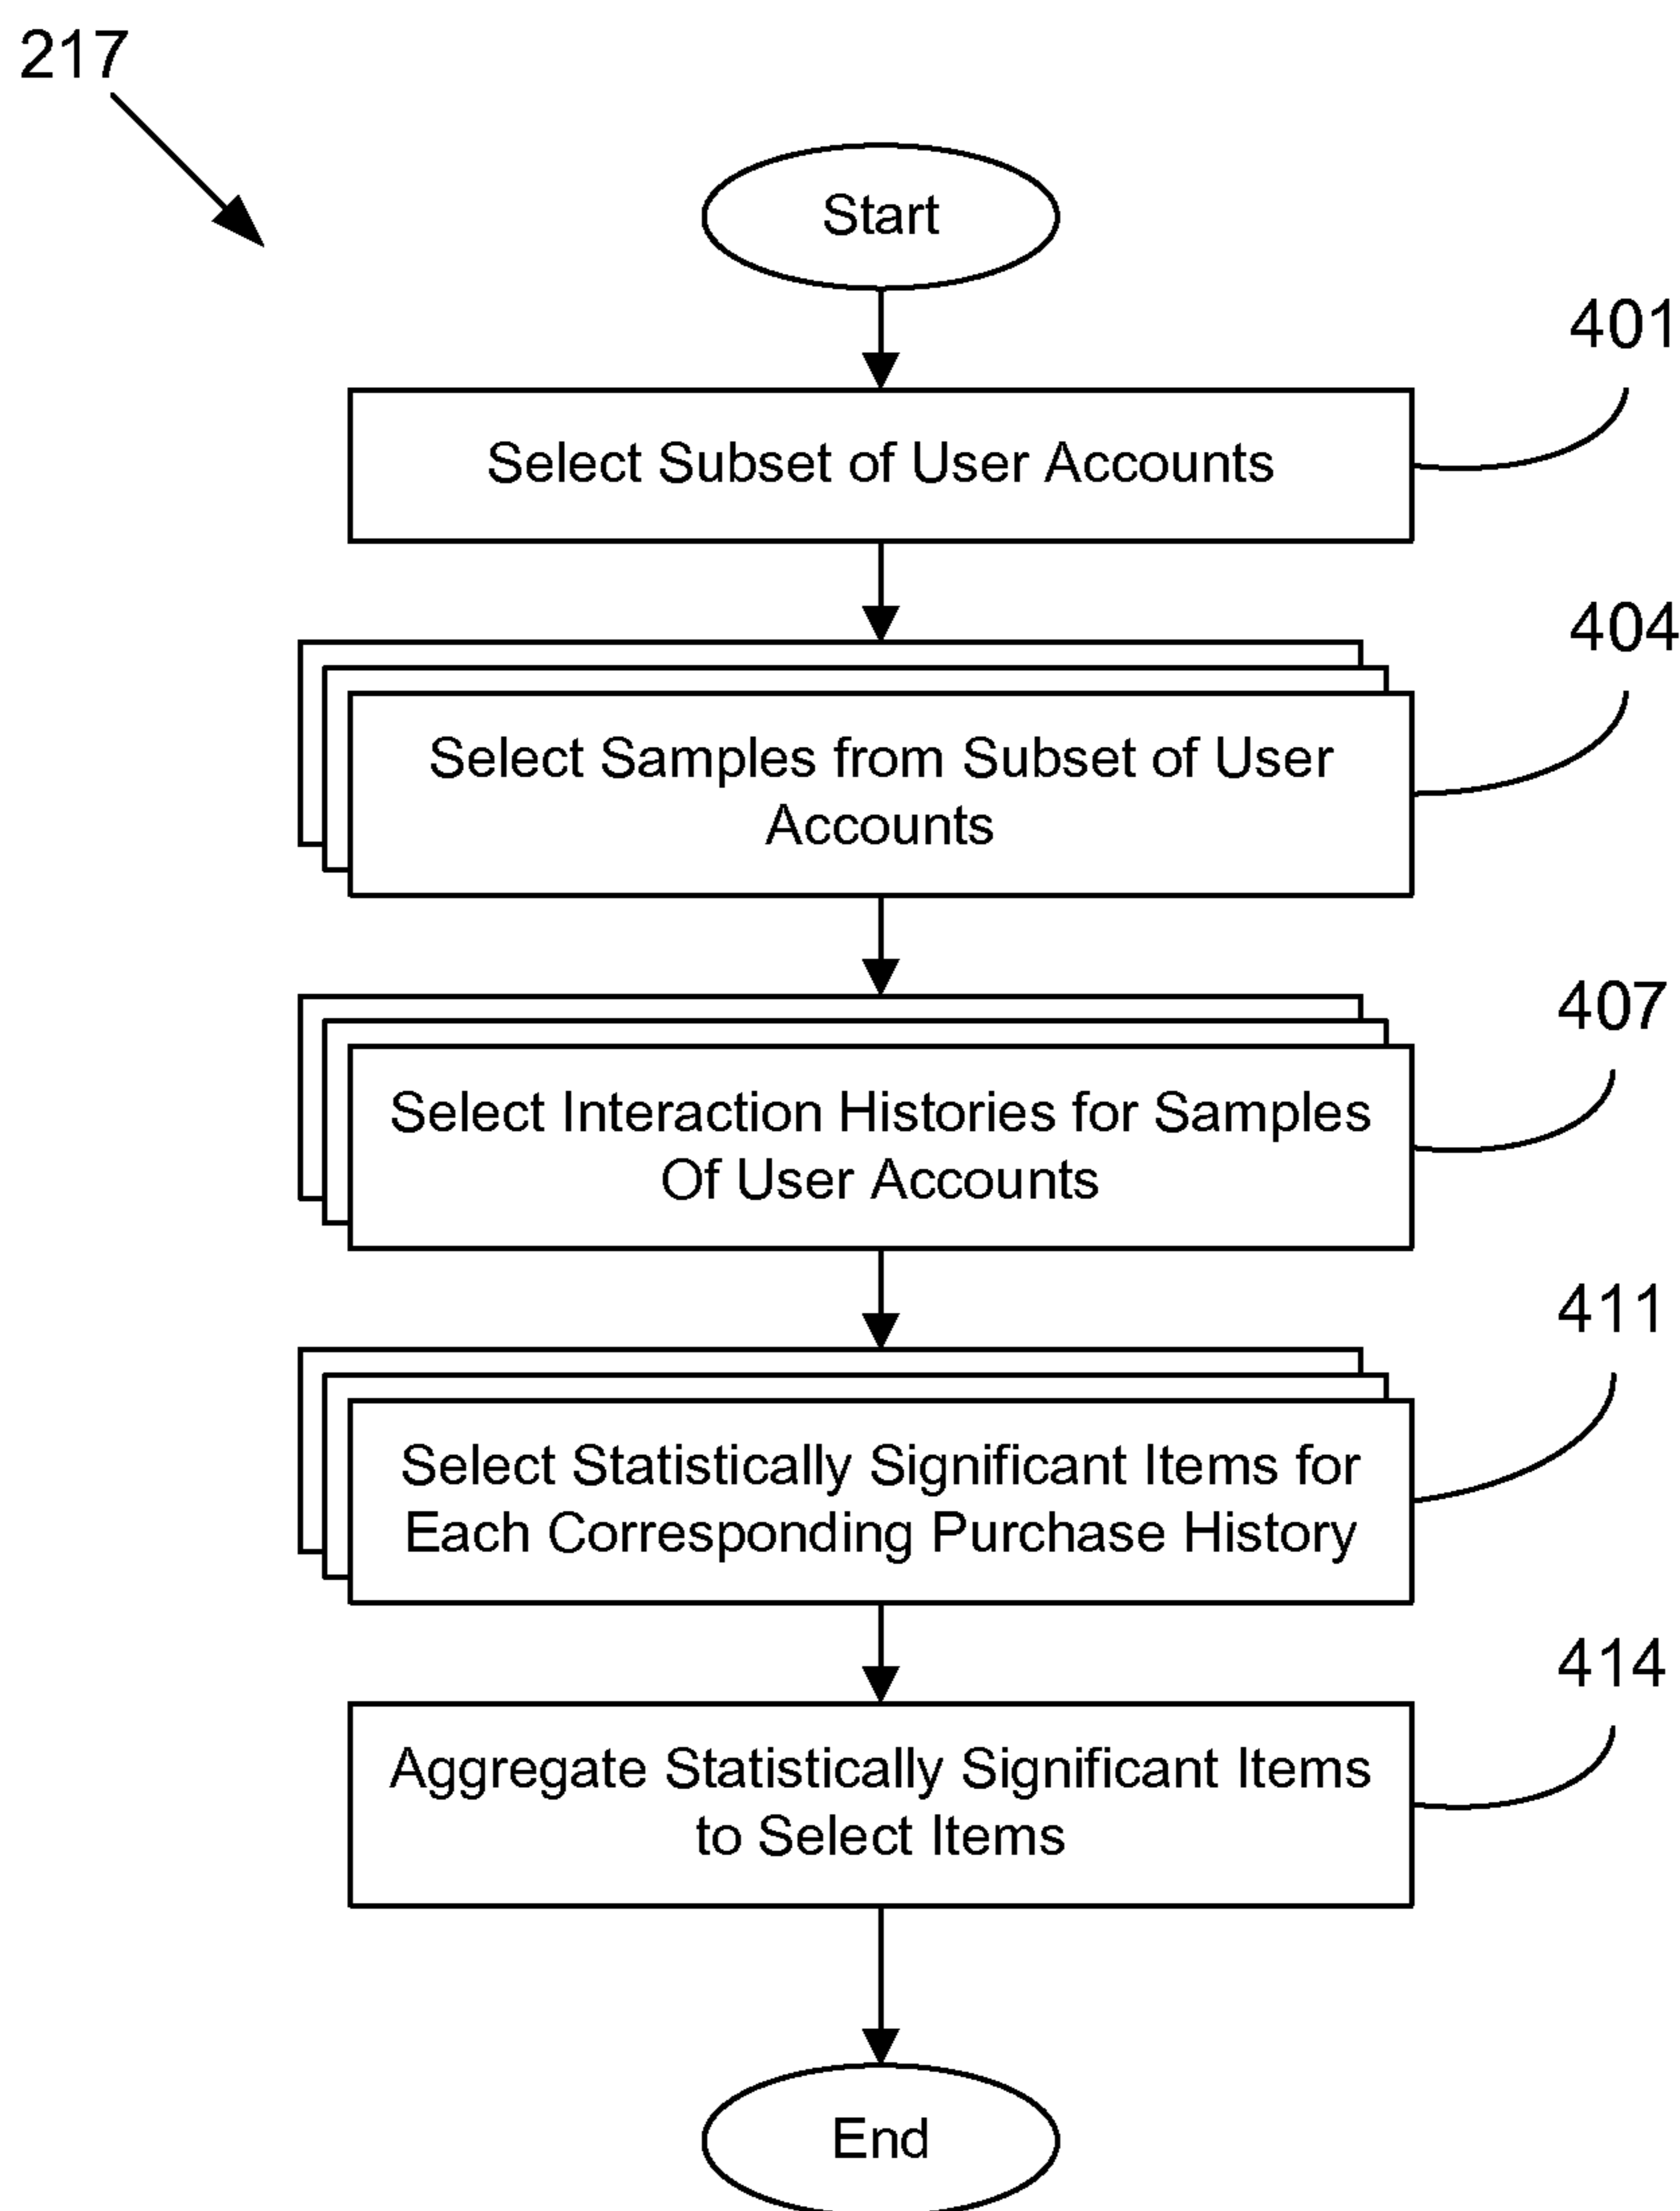 217
Start
401
Select Subset of User Accounts
404
Select Samples from Subset of User
Accounts
407
Select Interaction Histories for Samples
Of User Accounts
411
Select Statistically Significant Items for
Each Corresponding Purchase History
414
Aggregate Statistically Significant Items
to Select Items
End